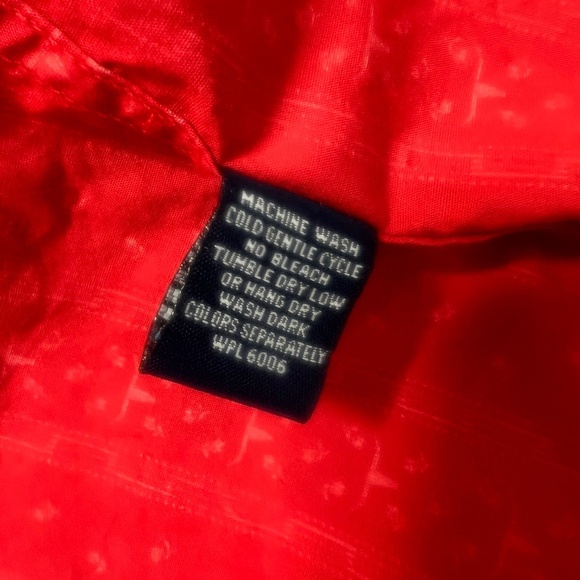 MACHINE WASH
COLD GENTLE CYCLE
NO BLEACH
TUMBLE DRY LOW
OR HANG DRY
WASH DARK
COLORS SEPARATELY
WPL 6006